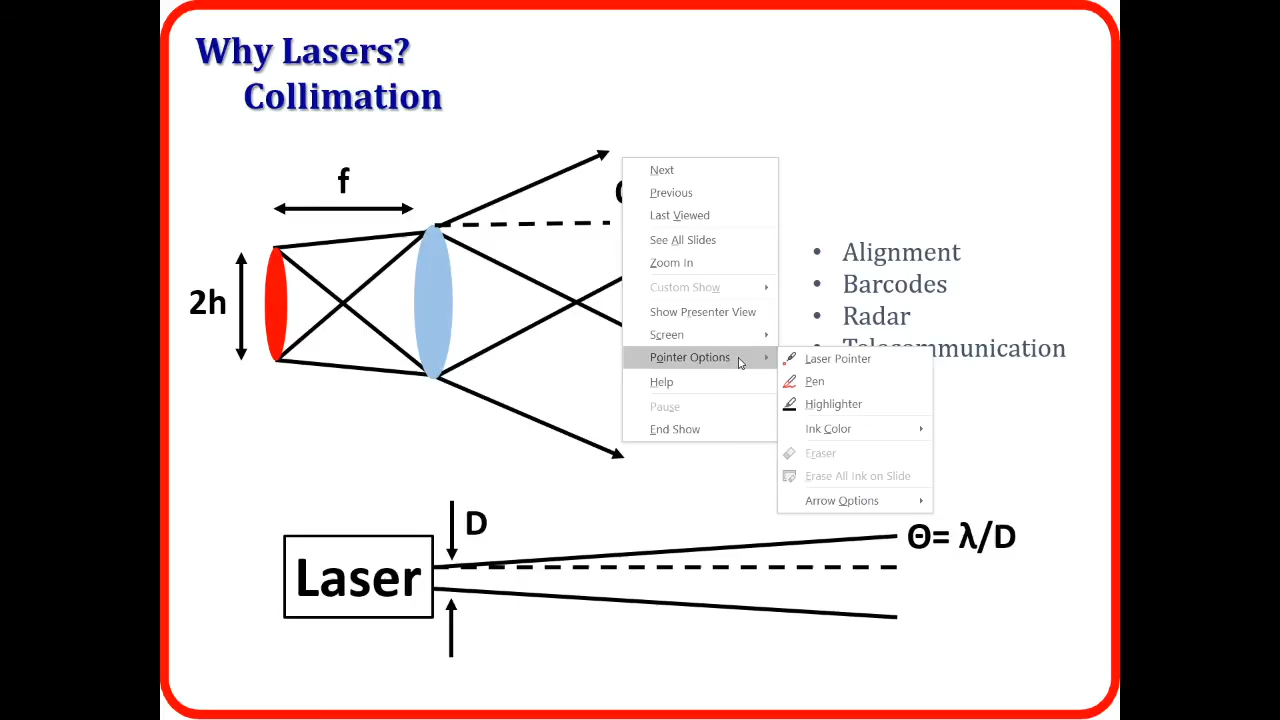 Why Lasers?
Collimation
f
2h
Next
Previous
Last Viewed
See All Slides
Zoom In
Custom Show
Show Presenter View
Screen
Pointer Options
Help
Pause
End Show
• Alignment
• Barcodes
• Radar
• Telecommunication
Laser Pointer
Pen
Highlighter
Ink Color
Eraser
Erase All Ink on Slide
Arrow Options
D
Laser
Θ= λ/D